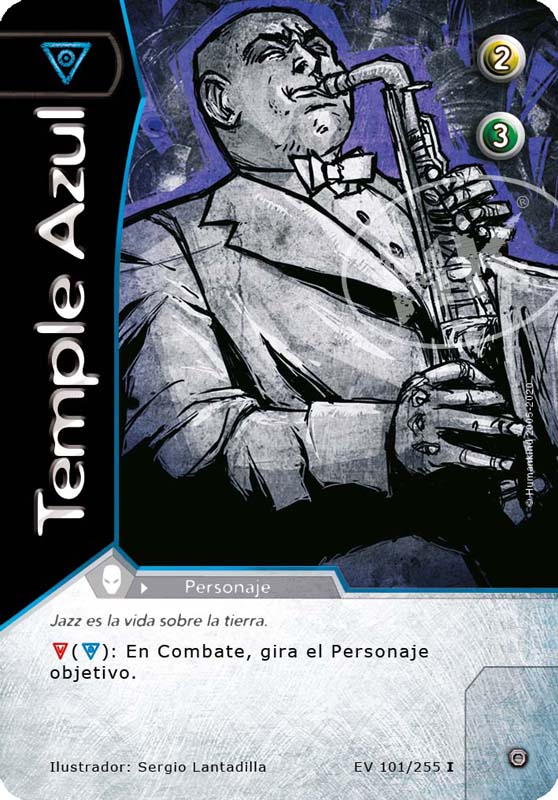 Temple Azul
2
3
®
© Humankind 2005-2020
Personaje
Jazz es la vida sobre la tierra.
(): En Combate, gira el Personaje
objetivo.
Ilustrador: Sergio Lantadilla
EV 101/255 I